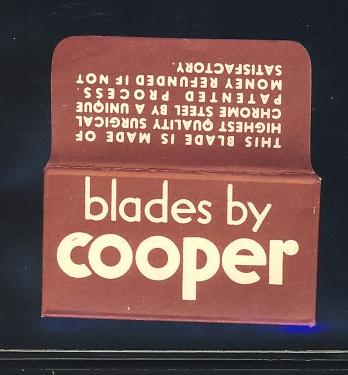 THIS BLADE IS MADE OF
HIGHEST QUALITY SURGICAL
CHROME STEEL BY A UNIQUE
PATENTED PROCESS.
MONEY REFUNDED IF NOT
SATISFACTORY.
blades by
cooper